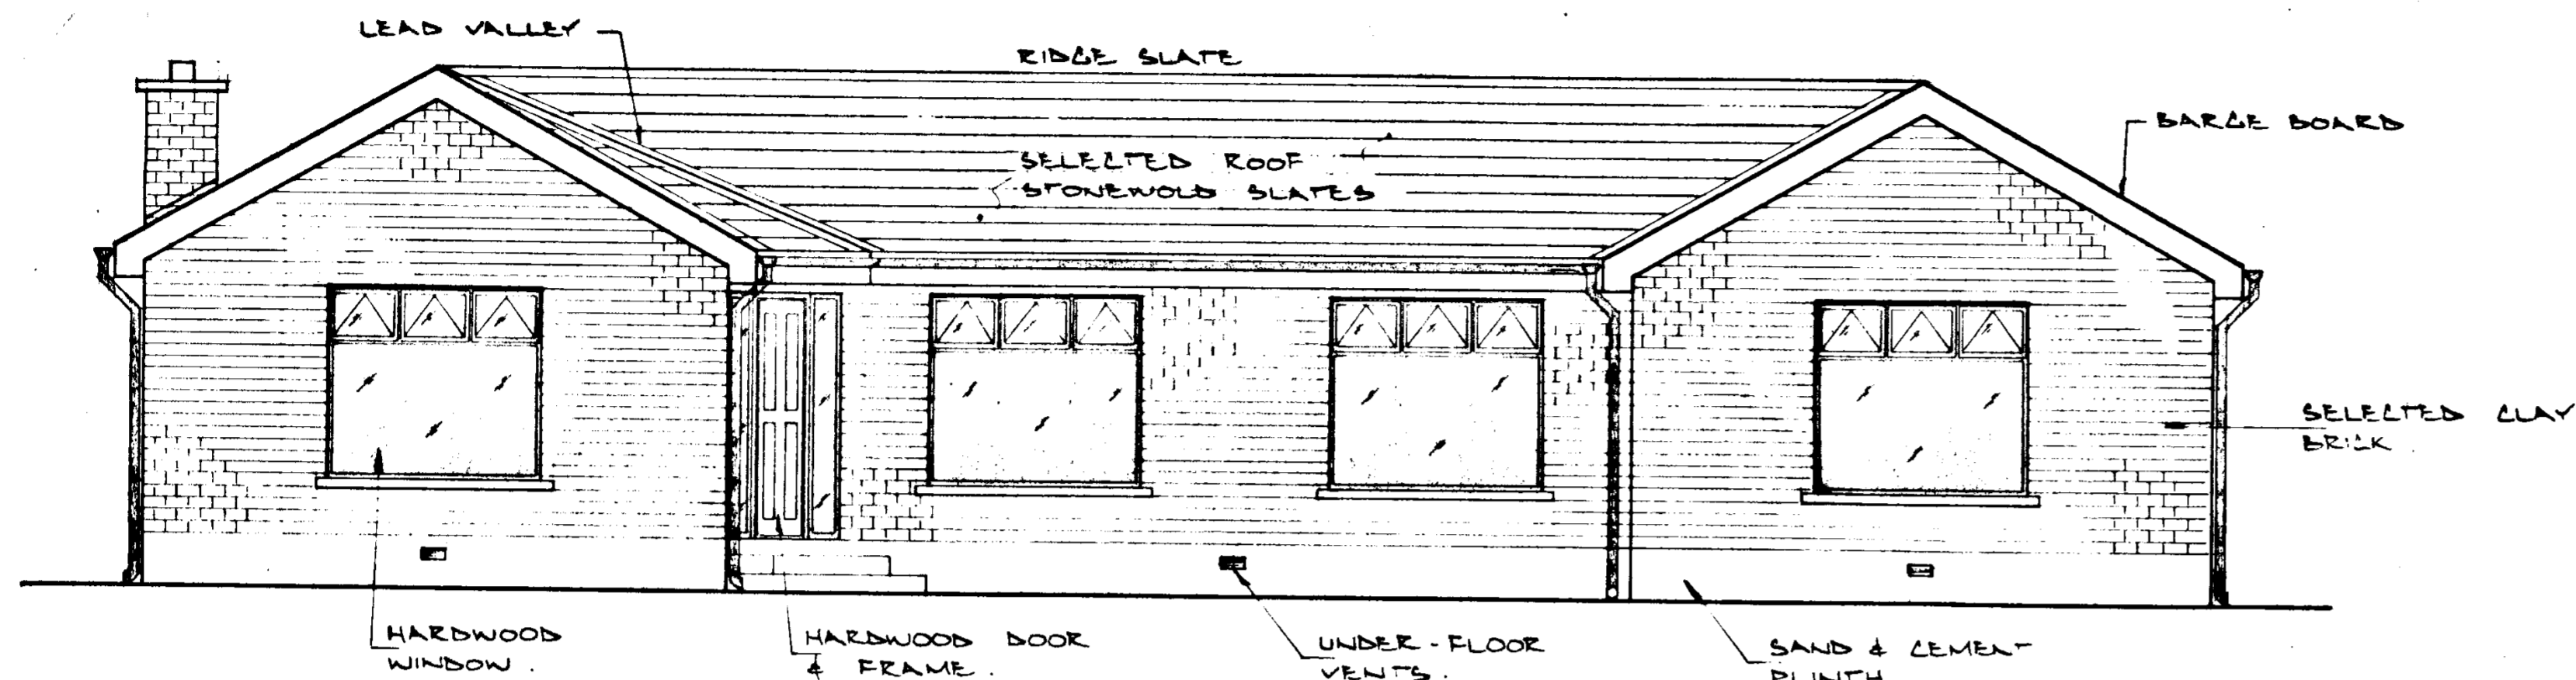 LEAD VALLEY
RIDGE SLATE
BARGE BOARD
SELECTED ROOF
STONEWOLD SLATES
SELECTED CLAY
BRICK
HARDWOOD
WINDOW.
HARDWOOD DOOR
& FRAME.
UNDER-FLOOR
VENTS.
SAND & CEMENT
PLINTH